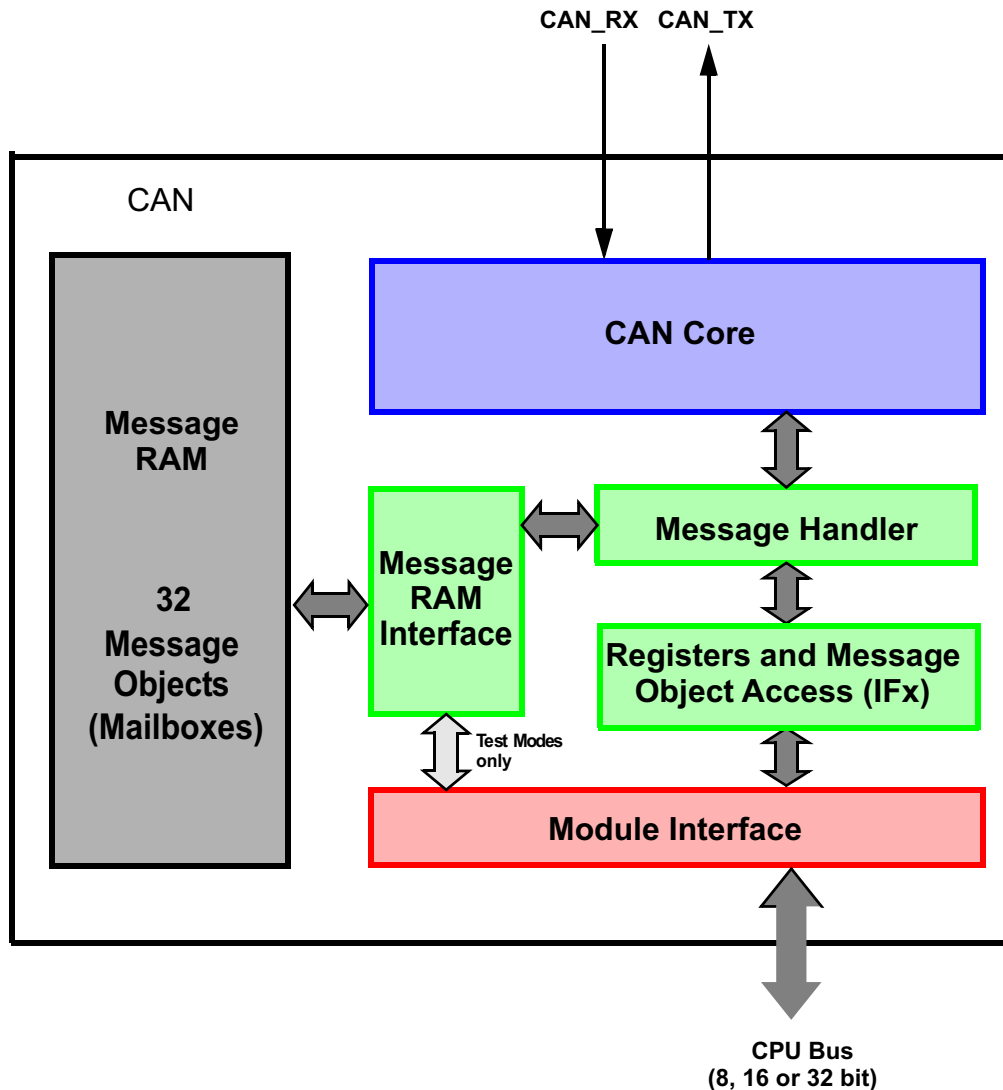 CAN_RX CAN_TX
CAN
CAN Core
Message
RAM
32
Message
Objects
(Mailboxes)
Message
RAM
Interface
Message Handler
Registers and Message
Object Access (IFx)
Test Modes
only
Module Interface
CPU Bus
(8, 16 or 32 bit)